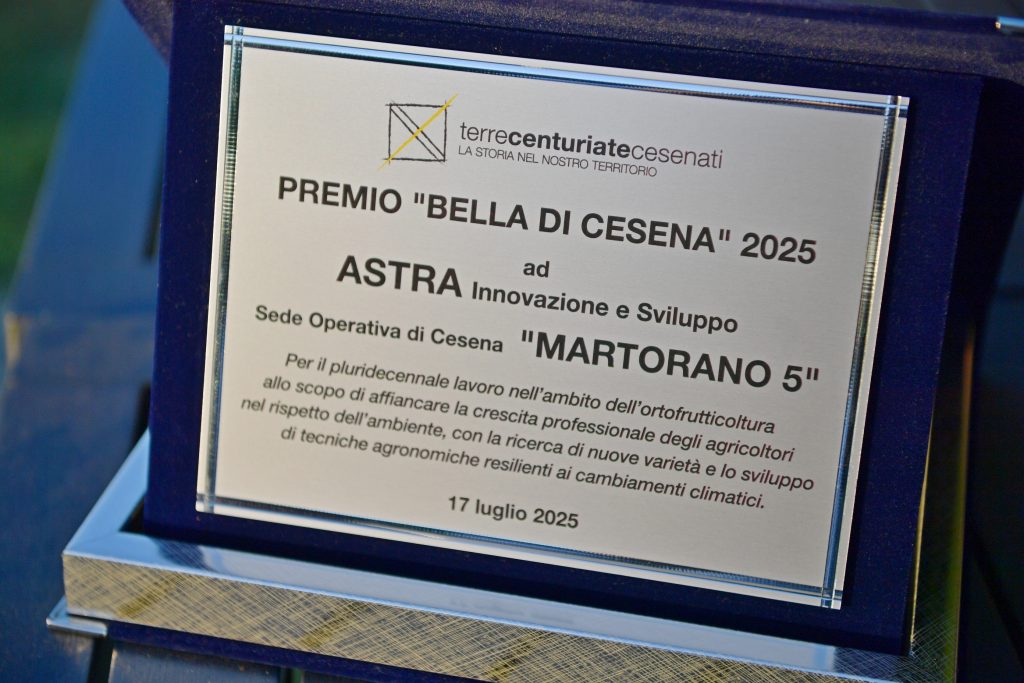 terrecenturiatecesenati
LA STORIA NEL NOSTRO TERRITORIO
PREMIO "BELLA DI CESENA" 2025
ad
ASTRA Innovazione e Sviluppo
Sede Operativa di Cesena "MARTORANO 5"
Per il pluridecennale lavoro nell'ambito dell'ortofrutticoltura
allo scopo di affiancare la crescita professionale degli agricoltori
nel rispetto dell'ambiente, con la ricerca di nuove varietà e lo sviluppo
di tecniche agronomiche resilienti ai cambiamenti climatici.
17 luglio 2025